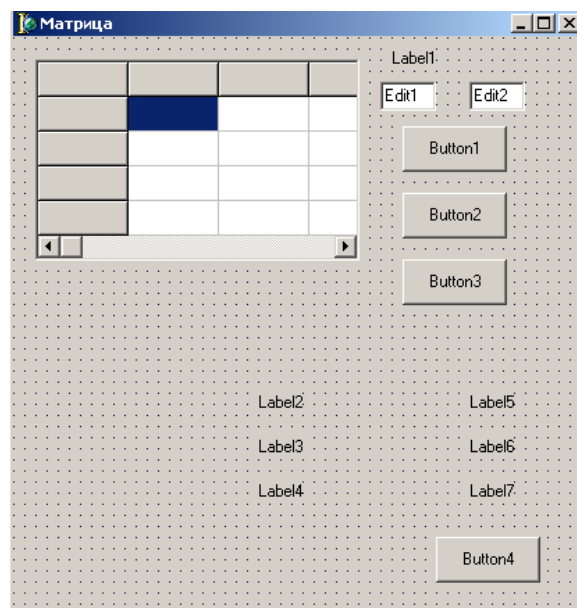 Матрица
Label1
Edit1 Edit2
Button1
Button2
Button3
Label2 Label5
Label3 Label6
Label4 Label7
Button4